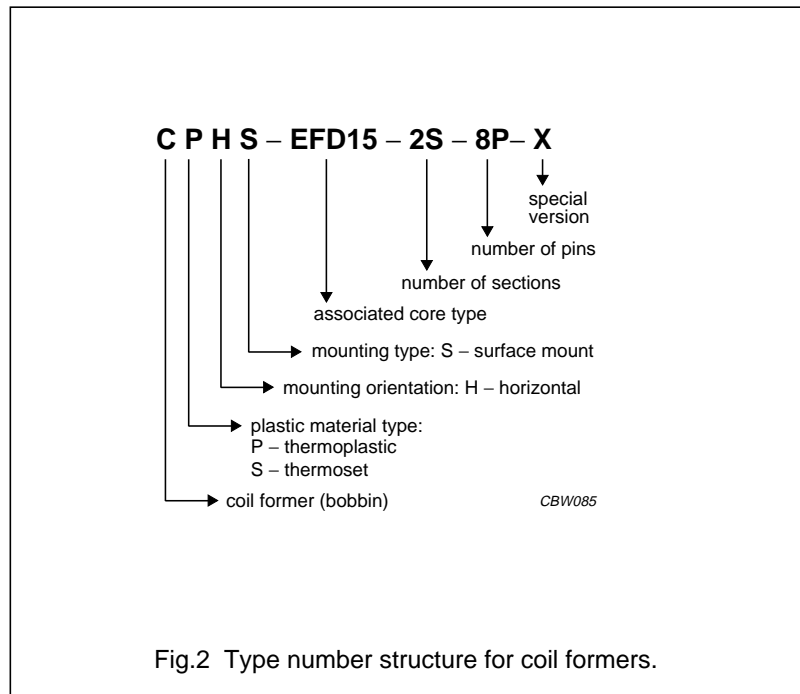 C P H S – EFD15 – 2S – 8P – X
special
version
number of pins
number of sections
associated core type
mounting type: S – surface mount
mounting orientation: H – horizontal
plastic material type:
P – thermoplastic
S – thermoset
coil former (bobbin)
CBW085
Fig.2 Type number structure for coil formers.